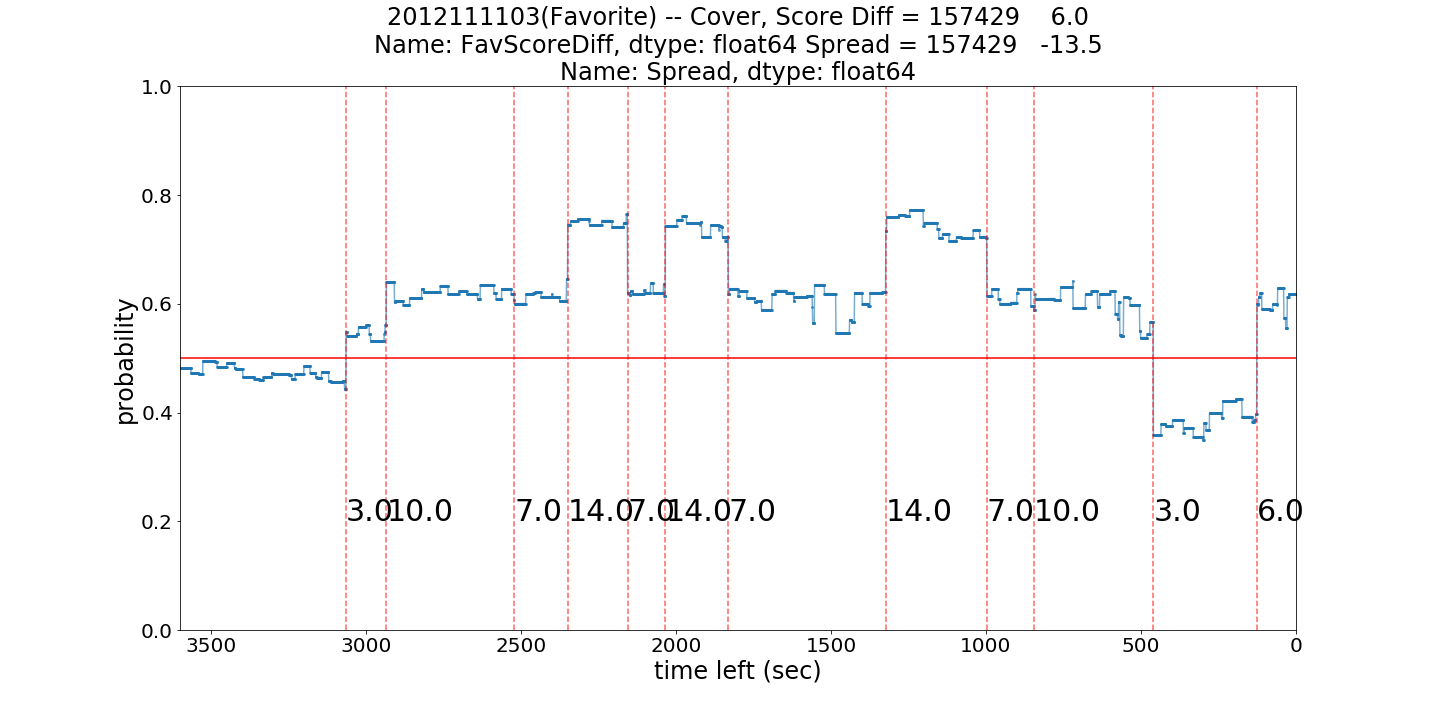 2012111103(Favorite) -- Cover, Score Diff = 157429    6.0
Name: FavScoreDiff, dtype: float64 Spread = 157429   -13.5
Name: Spread, dtype: float64
1.0
0.8
0.6
0.4
0.2
0.0
probability
3.0 10.0 7.0 14.0 7.0 14.0 7.0 14.0 7.0 10.0 3.0 6.0
3500 3000 2500 2000 1500 1000 500 0
time left (sec)